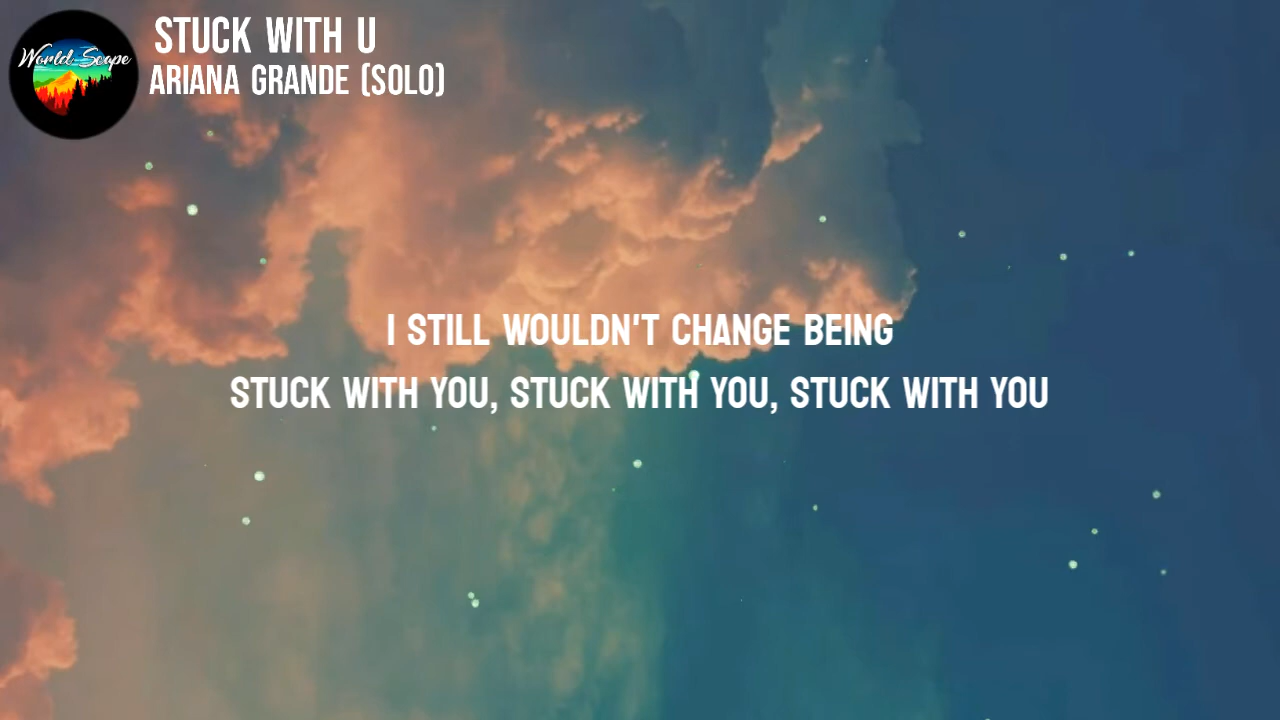 World Scape
STUCK WITH U
ARIANA GRANDE (SOLO)
I STILL WOULDN'T CHANGE BEING
STUCK WITH YOU, STUCK WITH YOU, STUCK WITH YOU